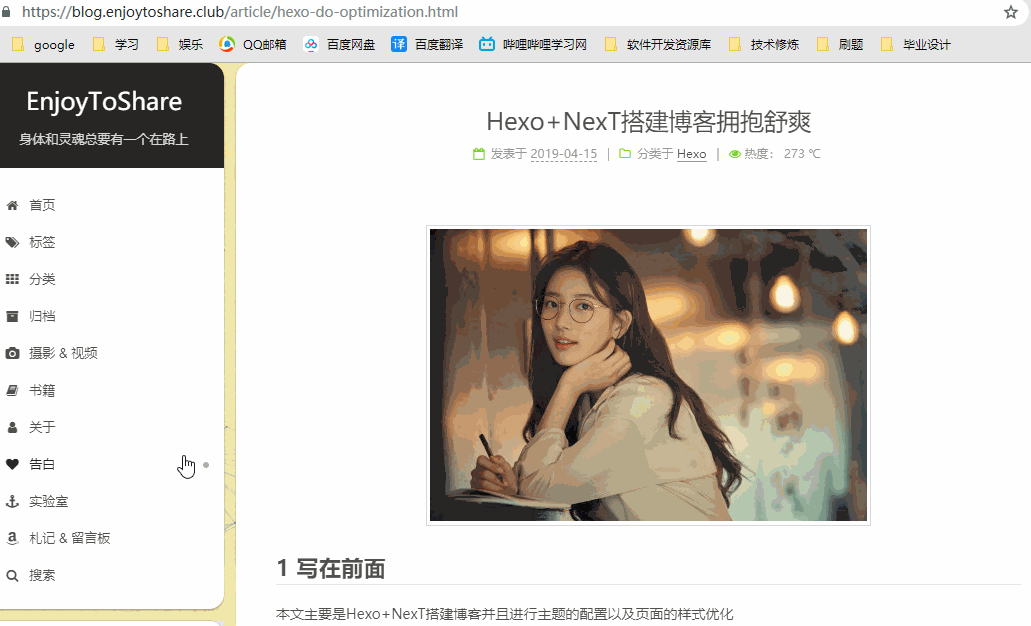 https://blog.enjoytoshare.club/article/hexo-do-optimization.html
google 学习 娱乐 QQ邮箱 百度网盘 译 百度翻译 哔哩哔哩学习网 软件开发资源库 技术修炼 刷题 毕业设计
EnjoyToShare
身体和灵魂总要有一个在路上
首页
标签
分类
归档
摄影 & 视频
书籍
关于
告白
实验室
札记 & 留言板
搜索
Hexo+NexT搭建博客拥抱舒爽
发表于 2019-04-15 | 分类于 Hexo | 热度： 273 ℃
1 写在前面
本文主要是Hexo+NexT搭建博客并且进行主题的配置以及页面的样式优化